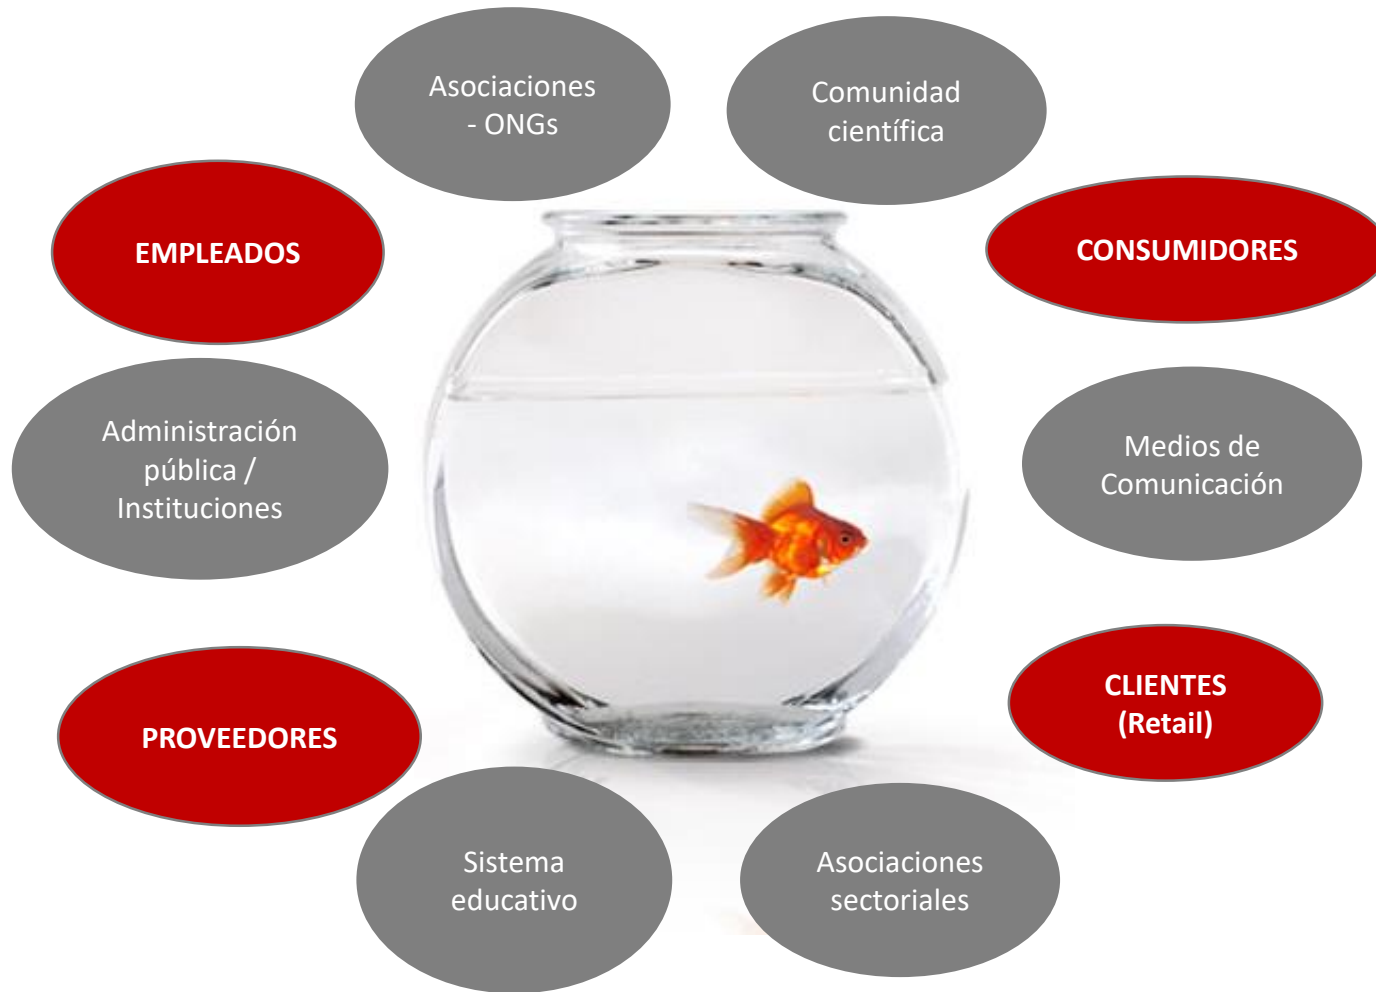 Asociaciones
- ONGs
Comunidad
científica
EMPLEADOS
CONSUMIDORES
Administración
pública /
Instituciones
Medios de
Comunicación
PROVEEDORES
CLIENTES
(Retail)
Sistema
educativo
Asociaciones
sectoriales